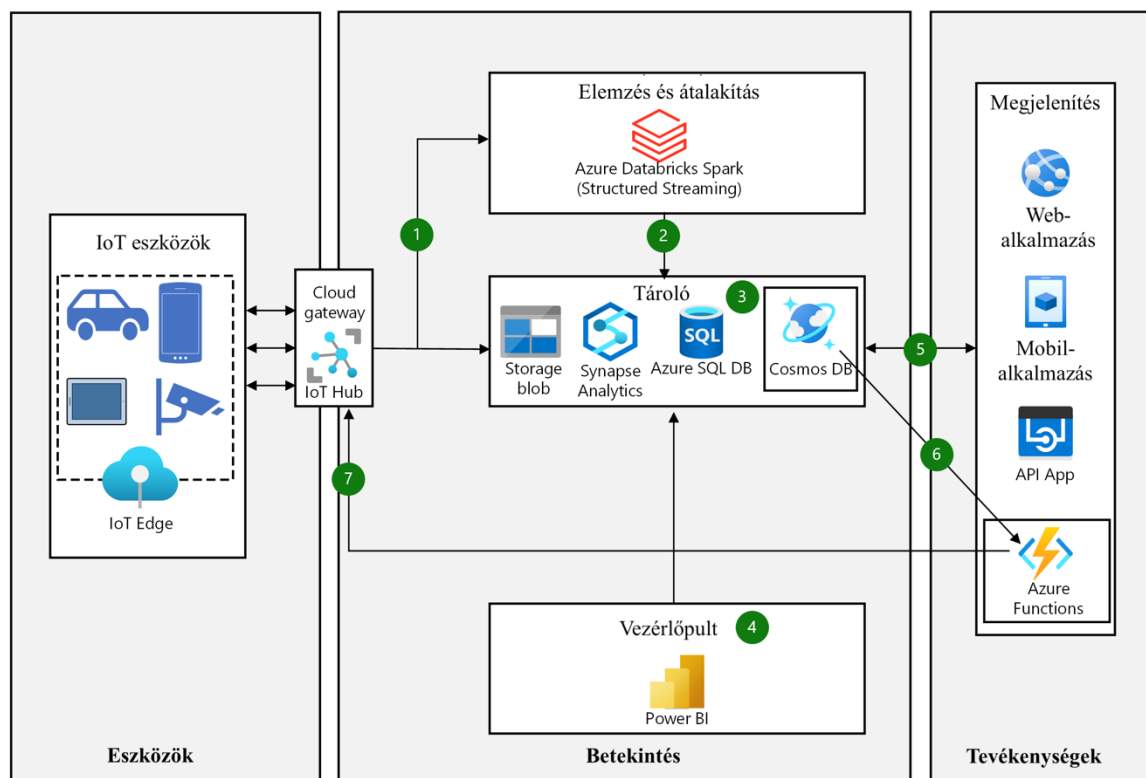 Elemzés és átalakítás
Azure Databricks Spark
(Structured Streaming)
Megjelenítés
Web-
alkalmazás
Mobil-
alkalmazás
API App
Azure
Functions
IoT eszközök
IoT Edge
Cloud
gateway
IoT Hub
1
2
Tároló
3
Storage
blob
Synapse
Analytics
SQL
Azure SQL DB
Cosmos DB
5
6
7
Vezérlőpult
4
Power BI
Eszközök
Betekintés
Tevékenységek